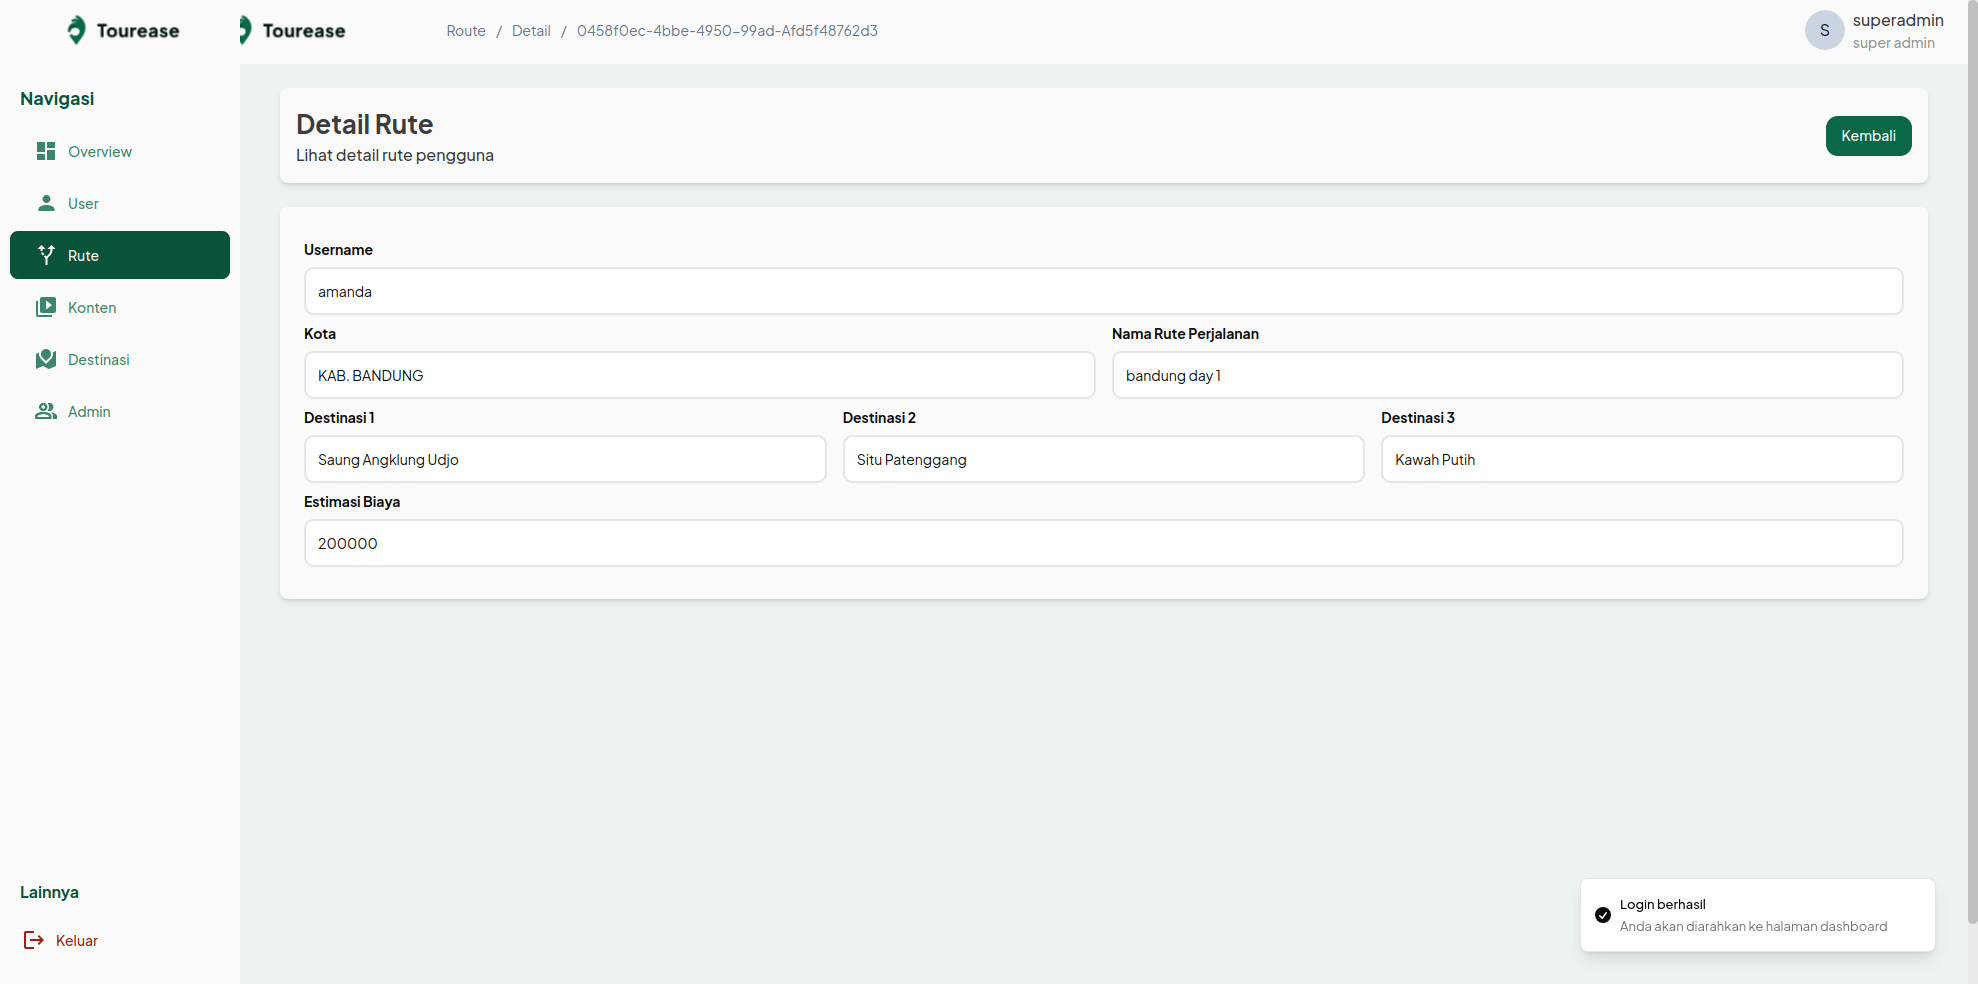 Tourease
Tourease
Route / Detail / 0458f0ec-4bbe-4950-99ad-Afd5f48762d3
S
superadmin
super admin
Navigasi
Overview
User
Rute
Konten
Destinasi
Admin
Lainnya
Keluar
Detail Rute
Lihat detail rute pengguna
Kembali
Username
amanda
Kota
Nama Rute Perjalanan
KAB. BANDUNG
bandung day 1
Destinasi 1
Destinasi 2
Destinasi 3
Saung Angklung Udjo
Situ Patenggang
Kawah Putih
Estimasi Biaya
200000
Login berhasil
Anda akan diarahkan ke halaman dashboard